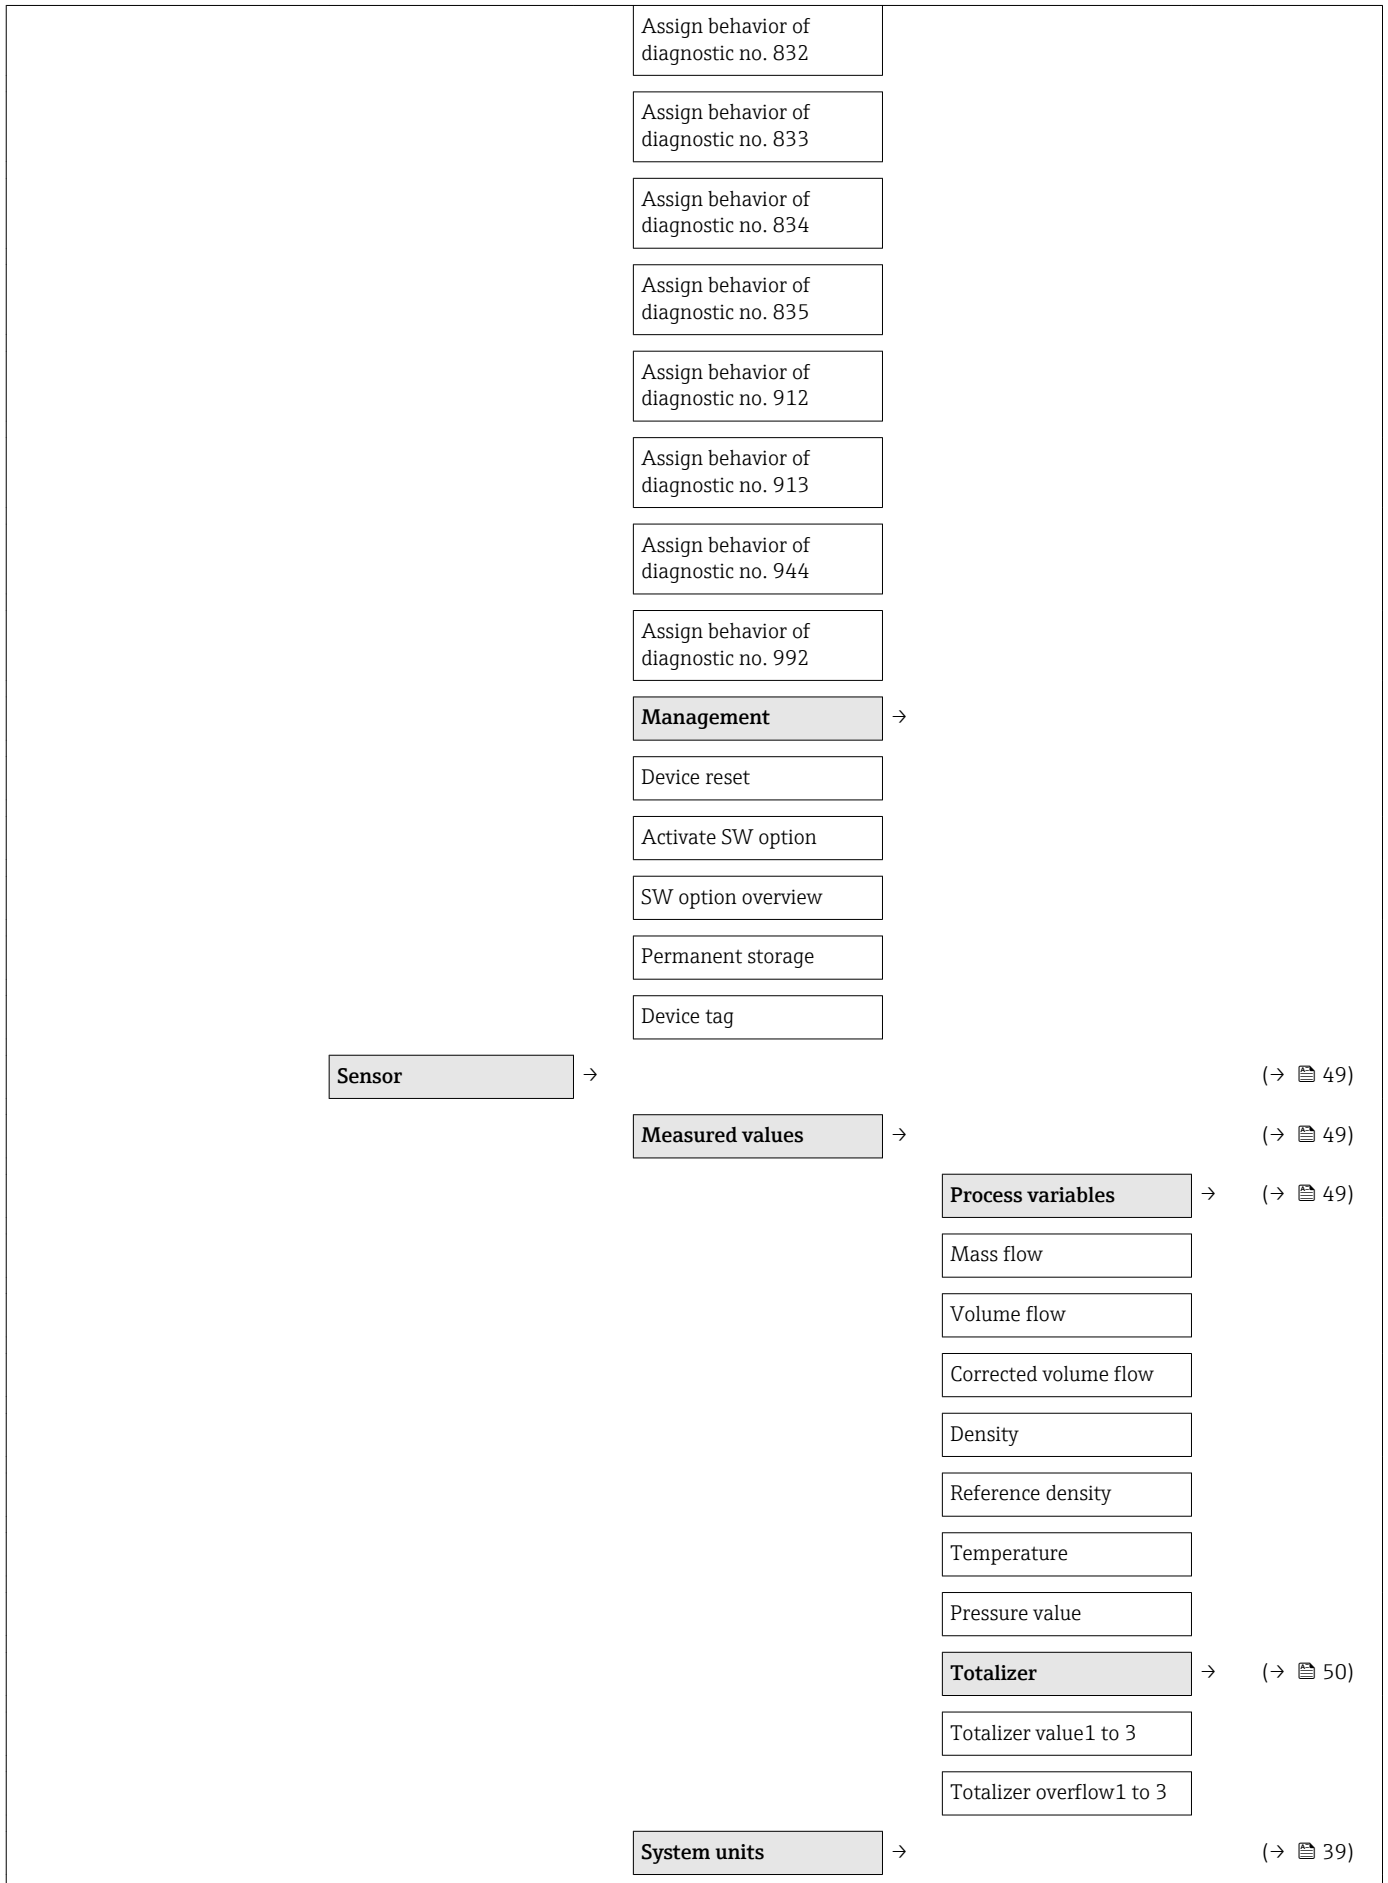 Assign behavior of
diagnostic no. 832
Assign behavior of
diagnostic no. 833
Assign behavior of
diagnostic no. 834
Assign behavior of
diagnostic no. 835
Assign behavior of
diagnostic no. 912
Assign behavior of
diagnostic no. 913
Assign behavior of
diagnostic no. 944
Assign behavior of
diagnostic no. 992
Management →
Device reset
Activate SW option
SW option overview
Permanent storage
Device tag
Sensor → (→ 49)
Measured values → (→ 49)
Process variables → (→ 49)
Mass flow
Volume flow
Corrected volume flow
Density
Reference density
Temperature
Pressure value
Totalizer → (→ 50)
Totalizer value1 to 3
Totalizer overflow1 to 3
System units → (→ 39)